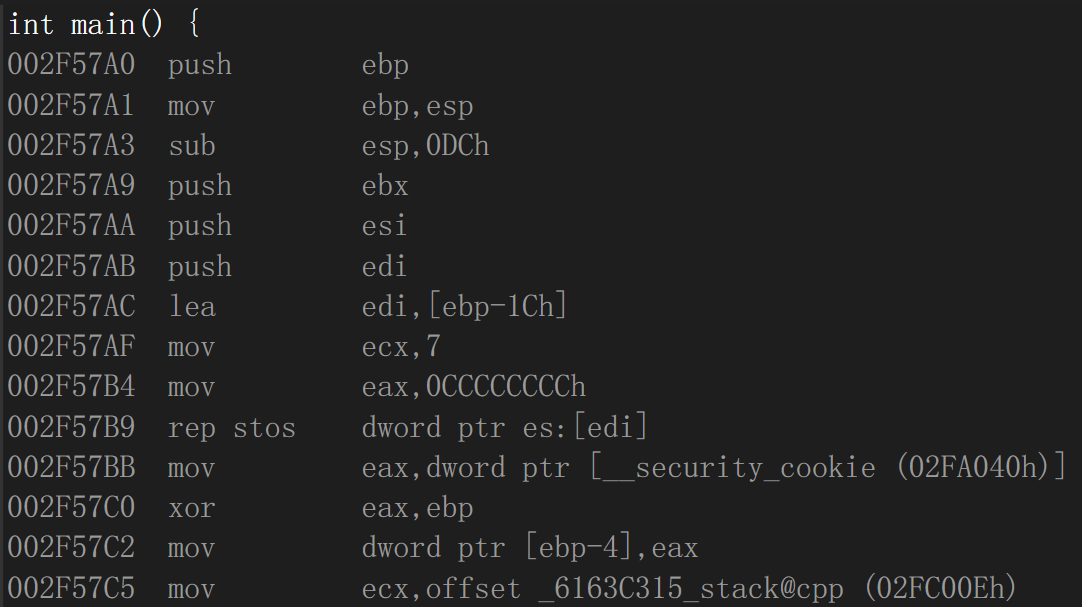 int main() {
002F57A0 push ebp
002F57A1 mov ebp,esp
002F57A3 sub esp,0DCh
002F57A9 push ebx
002F57AA push esi
002F57AB push edi
002F57AC lea edi,[ebp-1Ch]
002F57AF mov ecx,7
002F57B4 mov eax,0CCCCCCCCh
002F57B9 rep stos dword ptr es:[edi]
002F57BB mov eax,dword ptr [__security_cookie (02FA040h)]
002F57C0 xor eax,ebp
002F57C2 mov dword ptr [ebp-4],eax
002F57C5 mov ecx,offset _6163C315_stack@cpp (02FC00Eh)